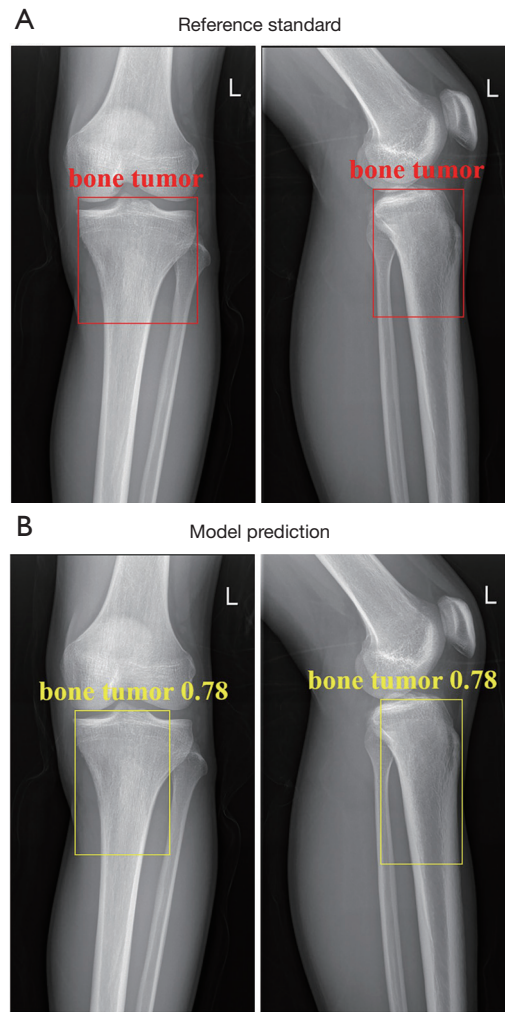 A
Reference standard
L
bone tumor
L
bone tumor
B
Model prediction
L
bone tumor 0.78
L
bone tumor 0.78